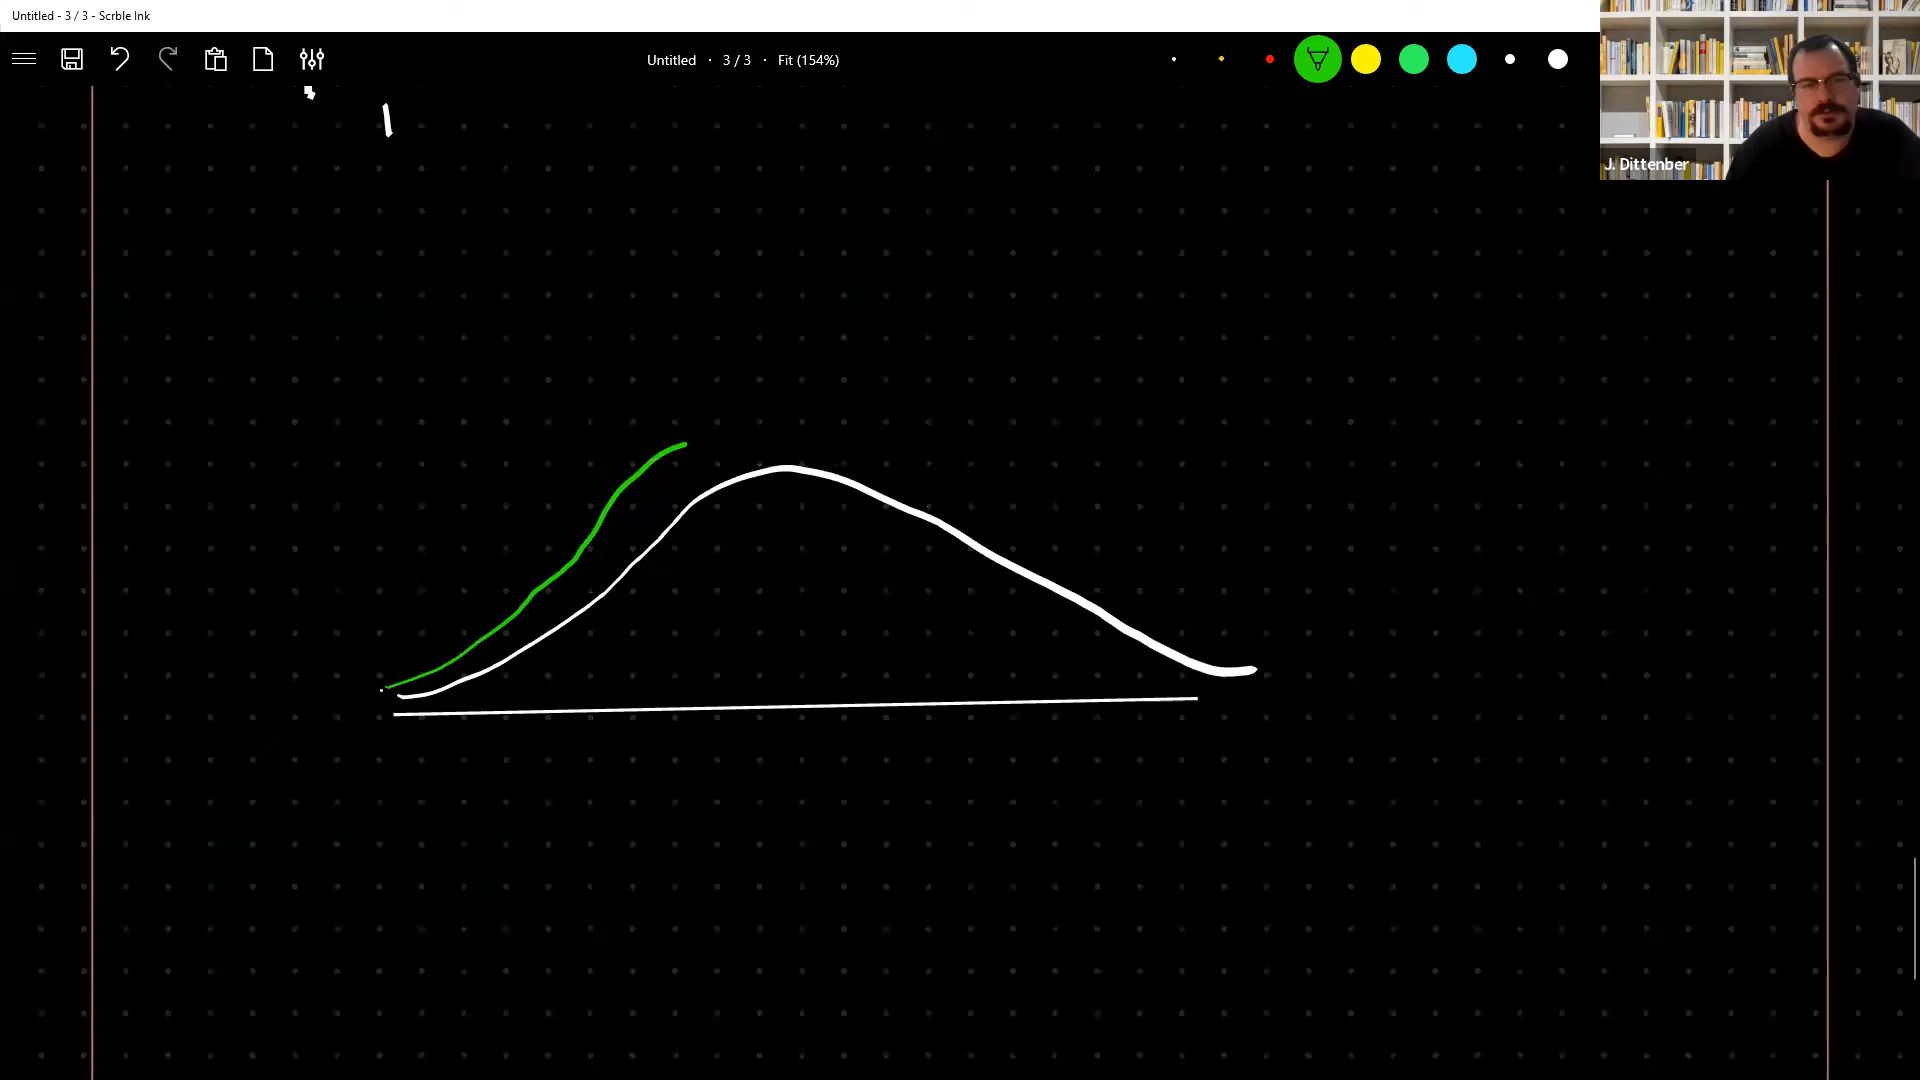 Untitled - 3 / 3 - Scrble Ink
Untitled · 3 / 3 · Fit (154%)
J. Dittenber